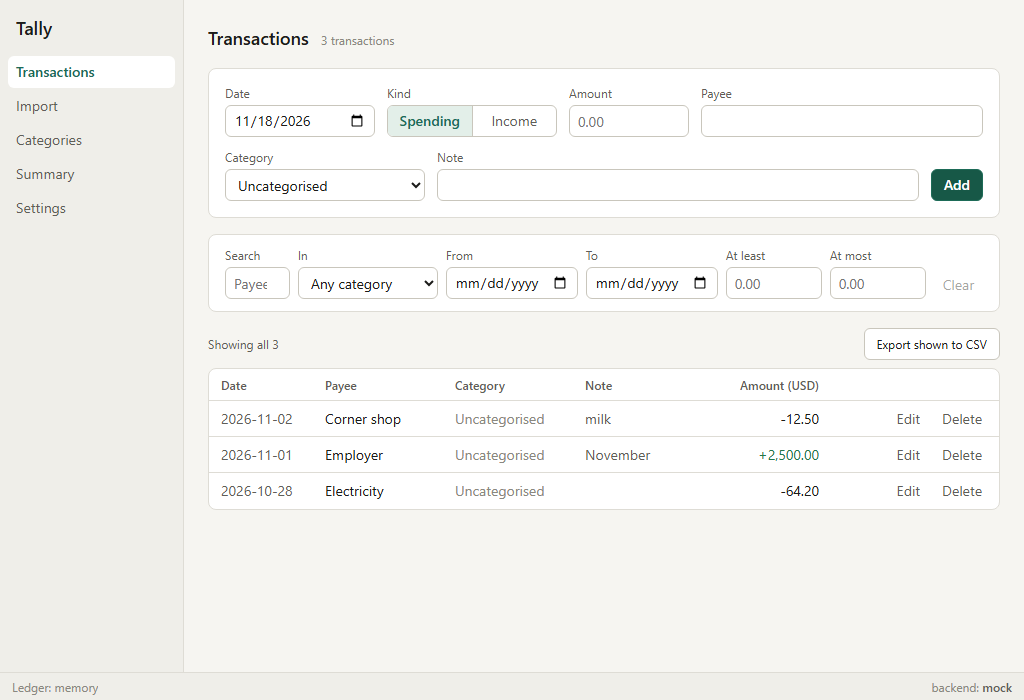 Tally
Transactions
Import
Categories
Summary
Settings
Transactions 3 transactions
Date Kind Amount Payee
11/18/2026 Spending Income 0.00
Category Note
Uncategorised Add
Search In From To At least At most
Payee Any category mm/dd/yyyy mm/dd/yyyy 0.00 0.00 Clear
Showing all 3 Export shown to CSV
Date Payee Category Note Amount (USD)
2026-11-02 Corner shop Uncategorised milk -12.50 Edit Delete
2026-11-01 Employer Uncategorised November +2,500.00 Edit Delete
2026-10-28 Electricity Uncategorised -64.20 Edit Delete
Ledger: memory backend: mock